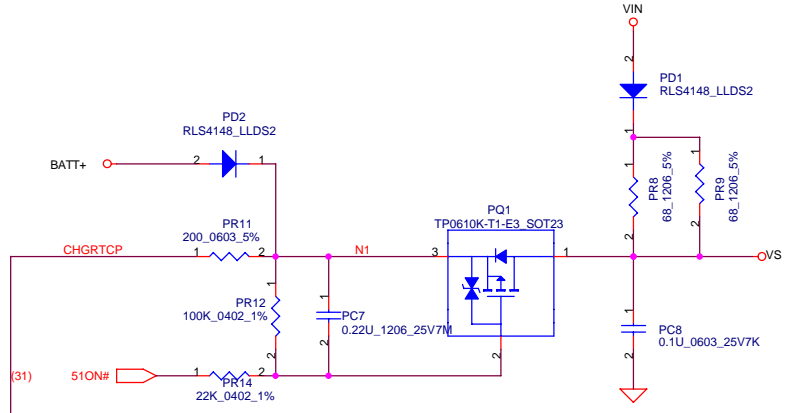 VIN
2
PD1
RLS4148_LLDS2
1
PD2
RLS4148_LLDS2
BATT+
2
1
1
1
PR8
68_1206_5%
PR9
68_1206_5%
2
2
PR11
200_0603_5%
PQ1
TP0610K-T1-E3_SOT23
CHGRTCP
1
2
N1
3
1
VS
1
1
1
PR12
100K_0402_1%
PC7
0.22U_1206_25V7M
PC8
0.1U_0603_25V7K
2
2
2
2
(31)
51ON#
1
2
PR14
22K_0402_1%